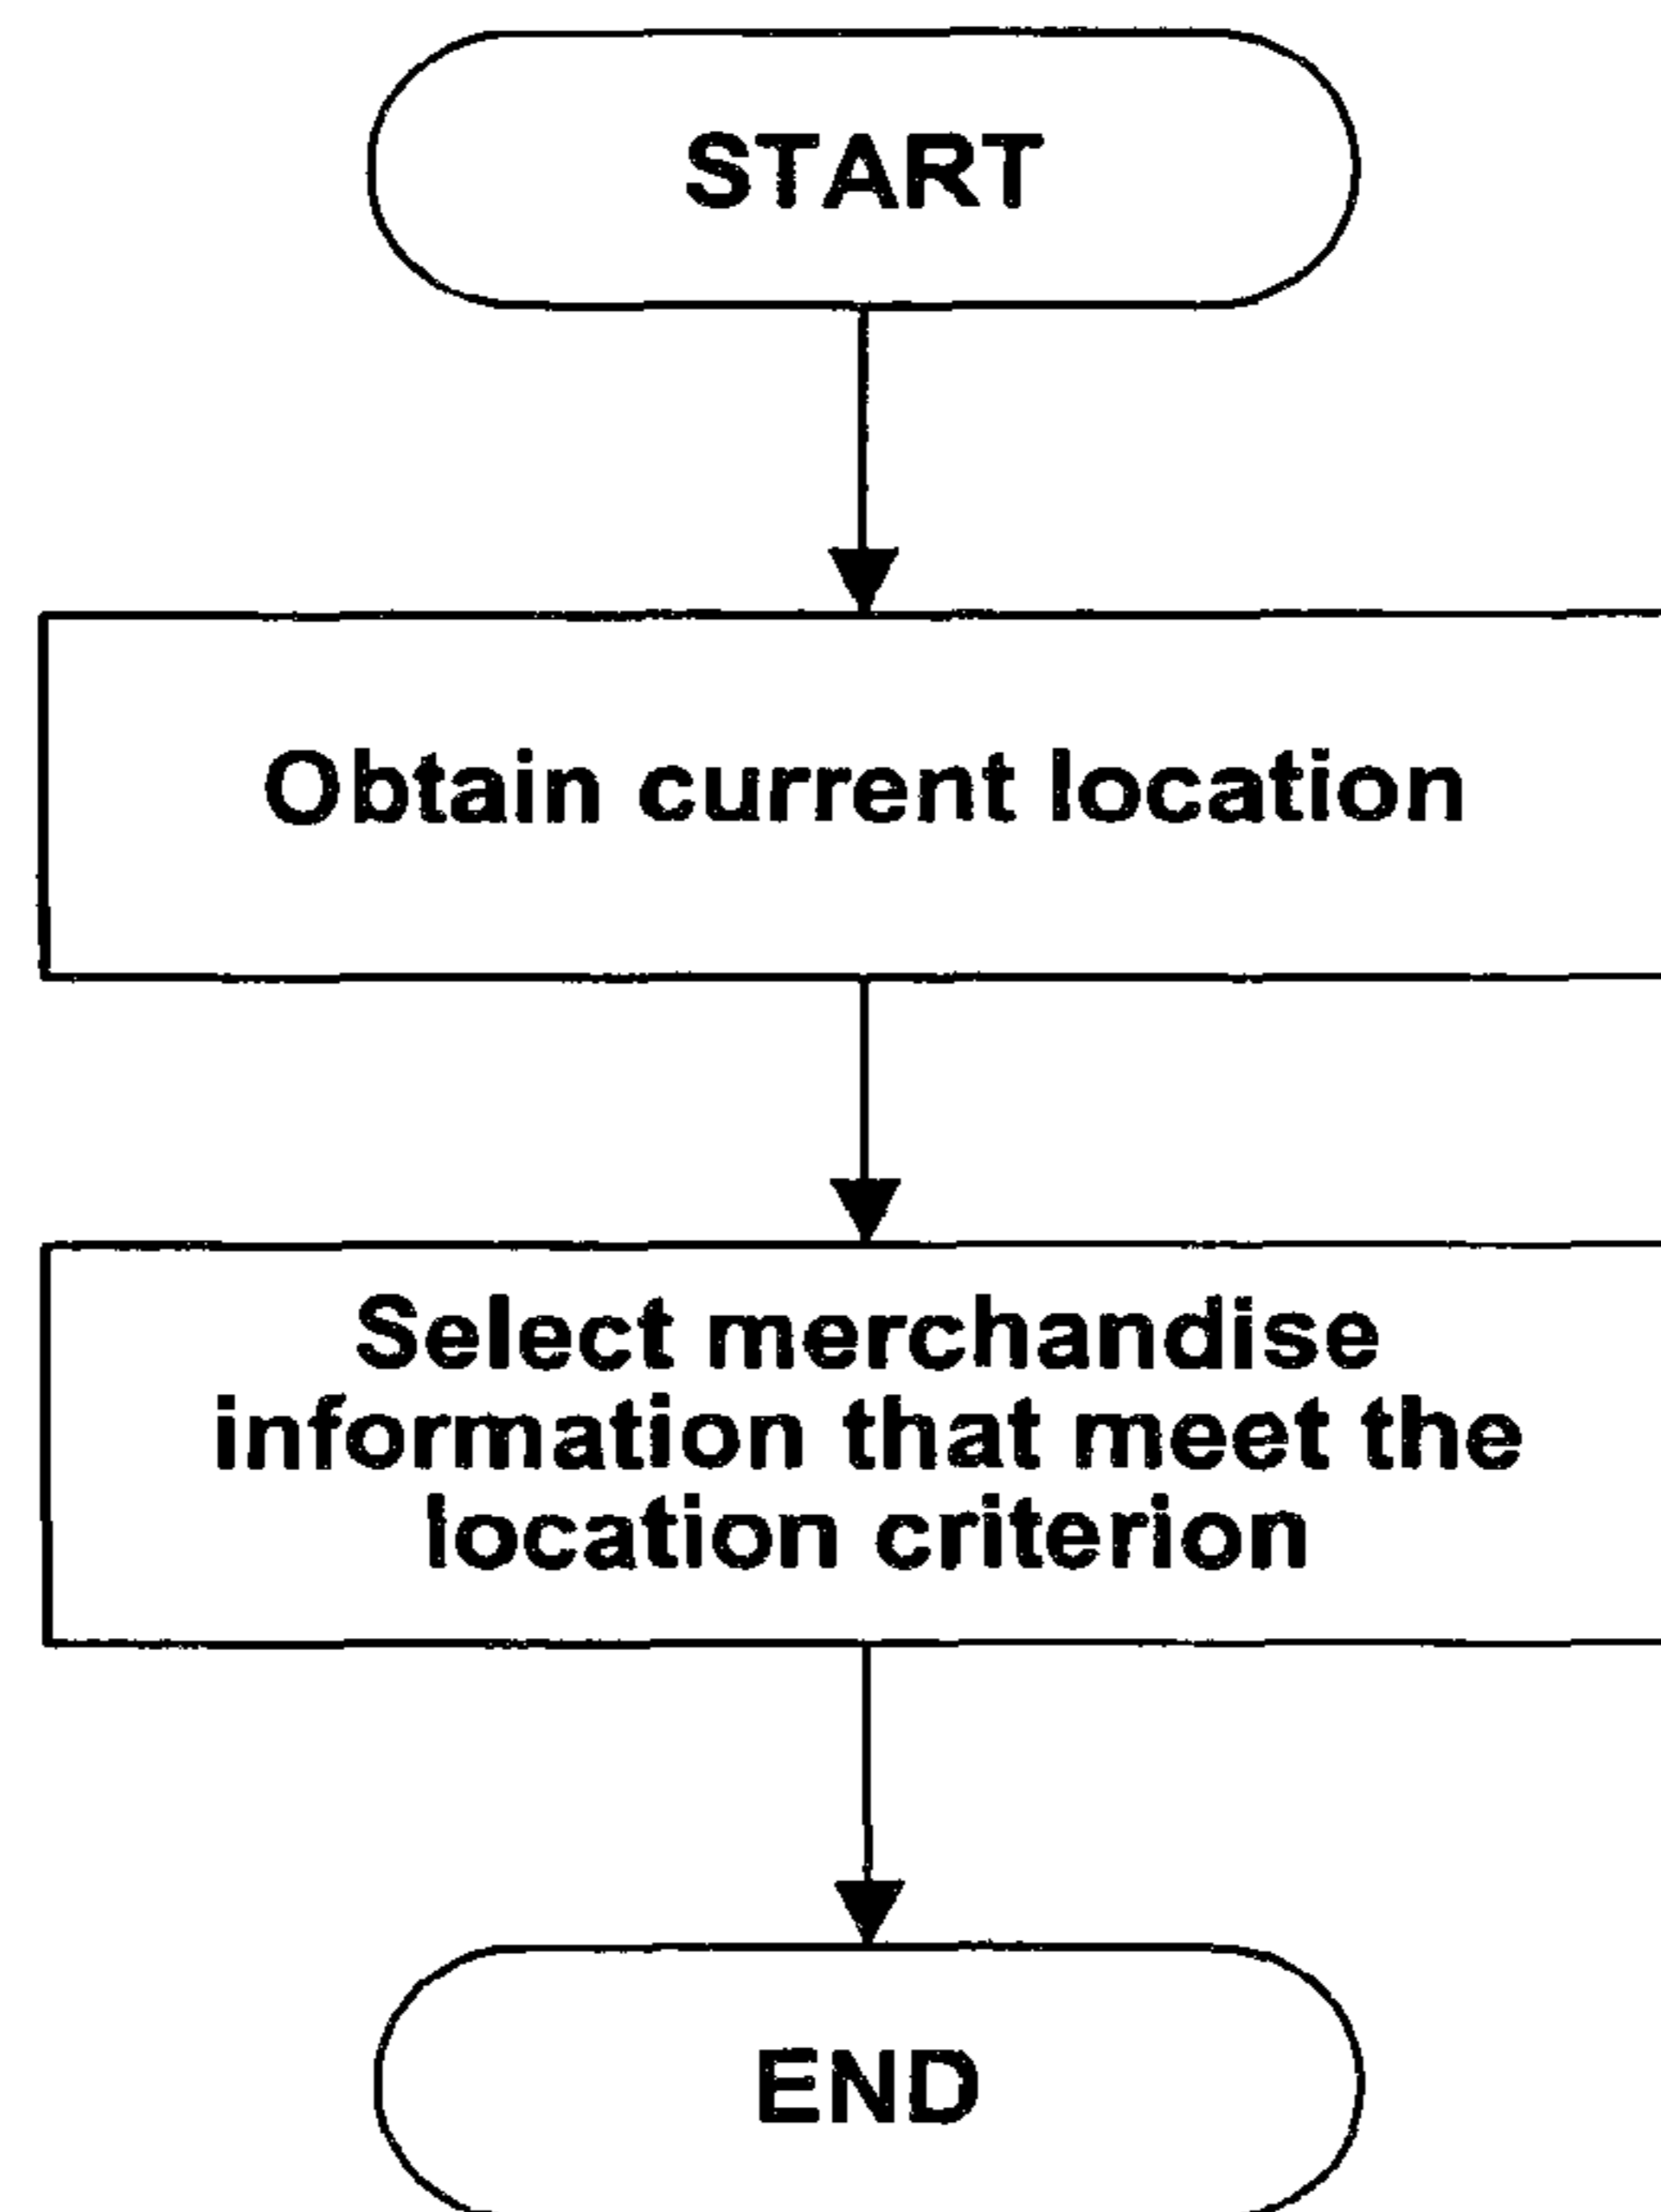 START
Obtain current location
Select merchandise
information that meet the
location criterion
END